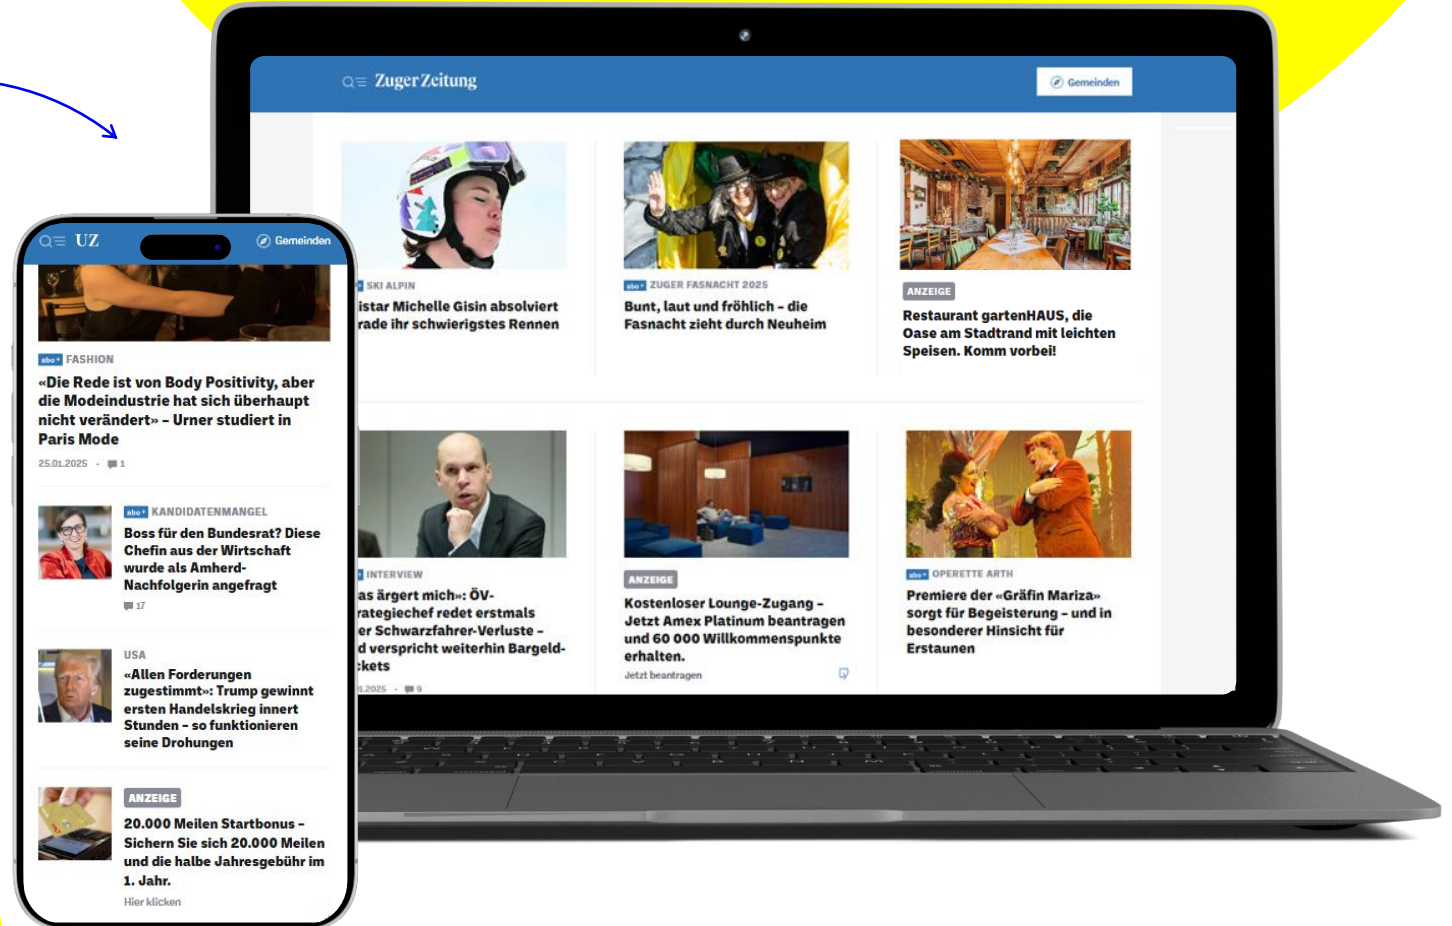 Zuger Zeitung
Gemeinden
SKI ALPIN
istar Michelle Gisin absolviert
rade ihr schwierigstes Rennen
abo+ ZUGER FASNACHT 2025
Bunt, laut und fröhlich – die
Fasnacht zieht durch Neuheim
ANZEIGE
Restaurant gartenHAUS, die
Oase am Stadtrand mit leichten
Speisen. Komm vorbei!
INTERVIEW
as ärgert mich»: ÖV-
rategiechef redet erstmals
er Schwarzfahrer-Verluste –
d verspricht weiterhin Bargeld-
ckets
.2025 - 9
ANZEIGE
Kostenloser Lounge-Zugang –
Jetzt Amex Platinum beantragen
und 60 000 Willkommenspunkte
erhalten.
Jetzt beantragen
abo+ OPERETTE ARTH
Premiere der «Gräfin Mariza»
sorgt für Begeisterung – und in
besonderer Hinsicht für
Erstaunen
UZ
Gemeinden
abo+ FASHION
«Die Rede ist von Body Positivity, aber
die Modeindustrie hat sich überhaupt
nicht verändert» – Urner studiert in
Paris Mode
25.01.2025 - 1
abo+ KANDIDATENMANGEL
Boss für den Bundesrat? Diese
Chefin aus der Wirtschaft
wurde als Amherd-
Nachfolgerin angefragt
17
USA
«Allen Forderungen
zugestimmt»: Trump gewinnt
ersten Handelskrieg innert
Stunden – so funktionieren
seine Drohungen
ANZEIGE
20.000 Meilen Startbonus –
Sichern Sie sich 20.000 Meilen
und die halbe Jahresgebühr im
1. Jahr.
Hier klicken